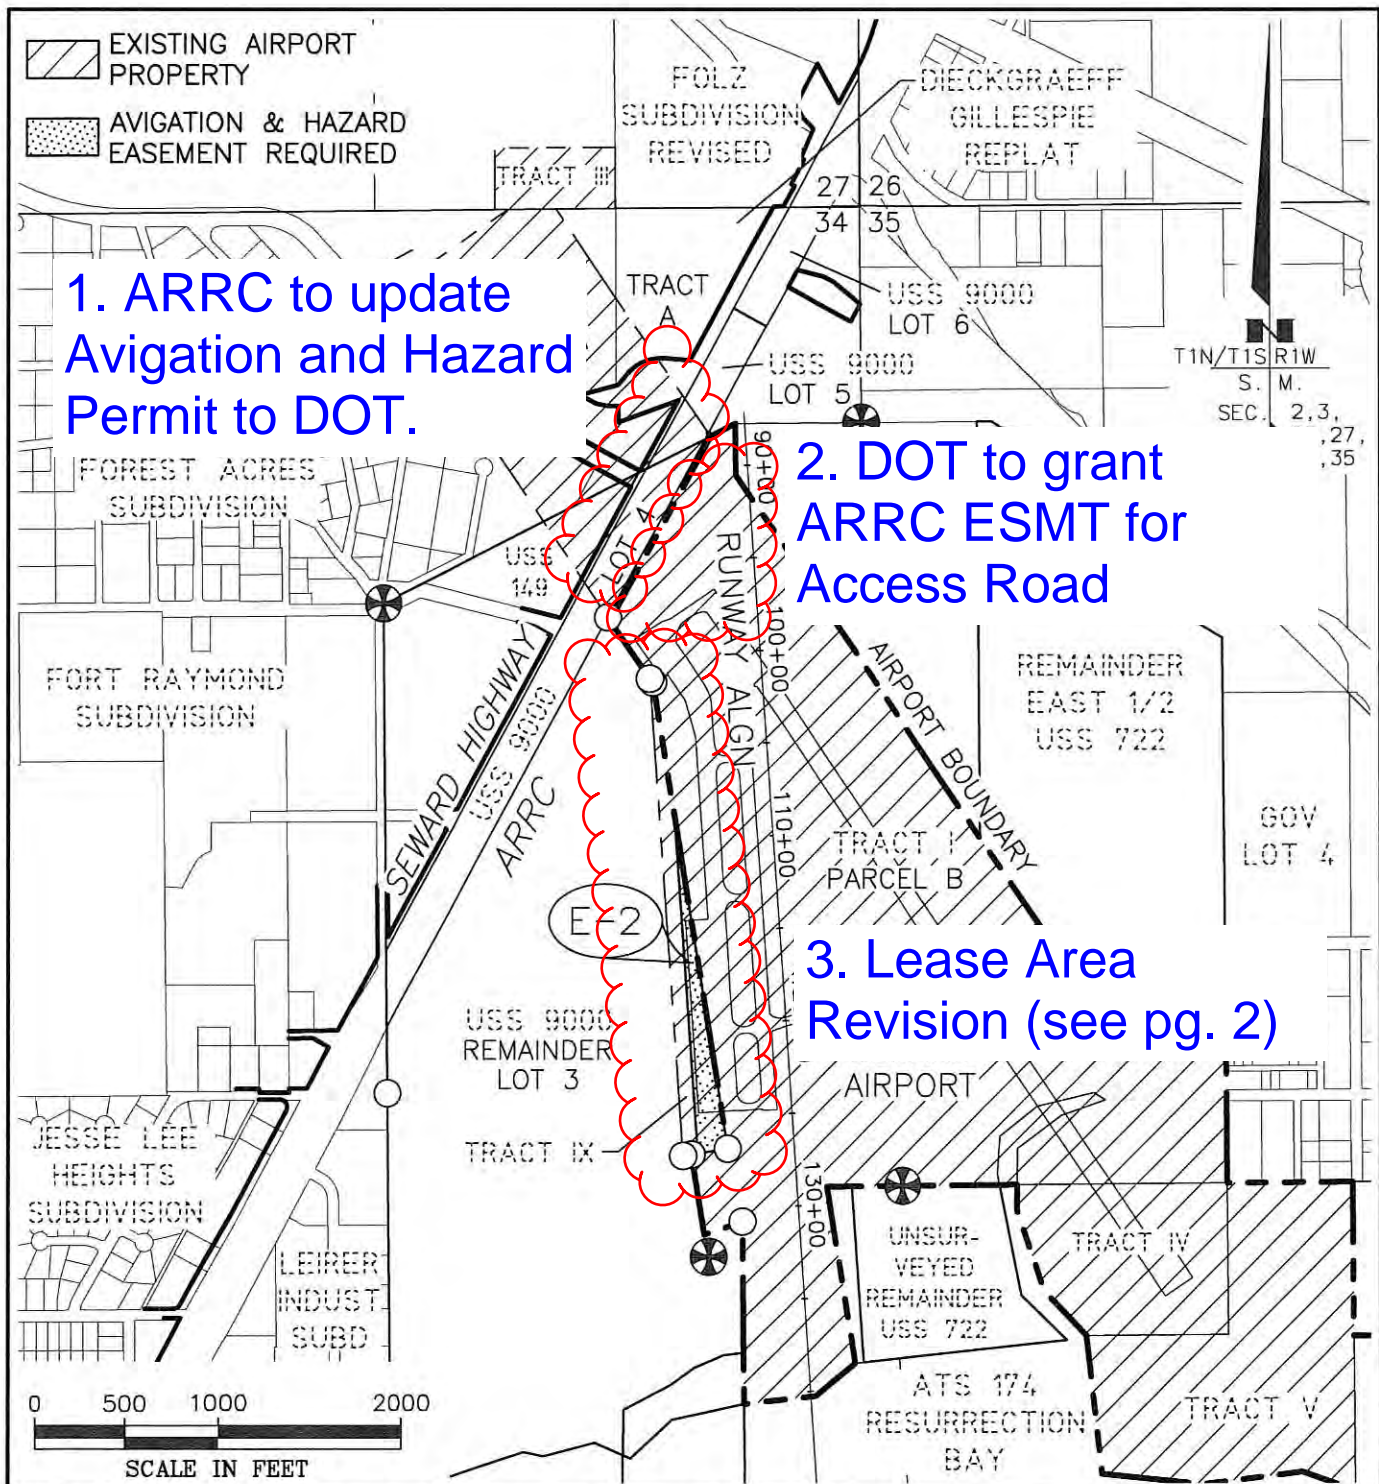 EXISTING AIRPORT
PROPERTY
AVIGATION & HAZARD
EASEMENT REQUIRED
FOLZ
SUBDIVISION
REVISED
DIECKGRAEFF
GILLESPIE
REPLAT
TRACT III
27 26
34 35
1. ARRC to update
Avigation and Hazard
Permit to DOT.
TRACT
A
USS 9000
LOT 6
USS 9000
LOT 5
N
T1N/T1S R1W
S. M.
SEC. 2,3,
,27,
,35
FOREST ACRES
SUBDIVISION
90+00
2. DOT to grant
ARRC ESMT for
Access Road
USS
149
LOT 4
RUNWAY ALGN
100+00
FORT RAYMOND
SUBDIVISION
SEWARD HIGHWAY
USS 9000
ARRC
AIRPORT BOUNDARY
REMAINDER
EAST 1/2
USS 722
110+00
TRACT I
PARCEL B
GOV
LOT 4
E-2
3. Lease Area
Revision (see pg. 2)
USS 9000
REMAINDER
LOT 3
AIRPORT
TRACT IX
JESSE LEE
HEIGHTS
SUBDIVISION
130+00
UNSUR-
VEYED
REMAINDER
USS 722
TRACT IV
LEIRER
INDUST
SUBD
ATS 174
RESURRECTION
BAY
TRACT V
0 500 1000 2000
SCALE IN FEET